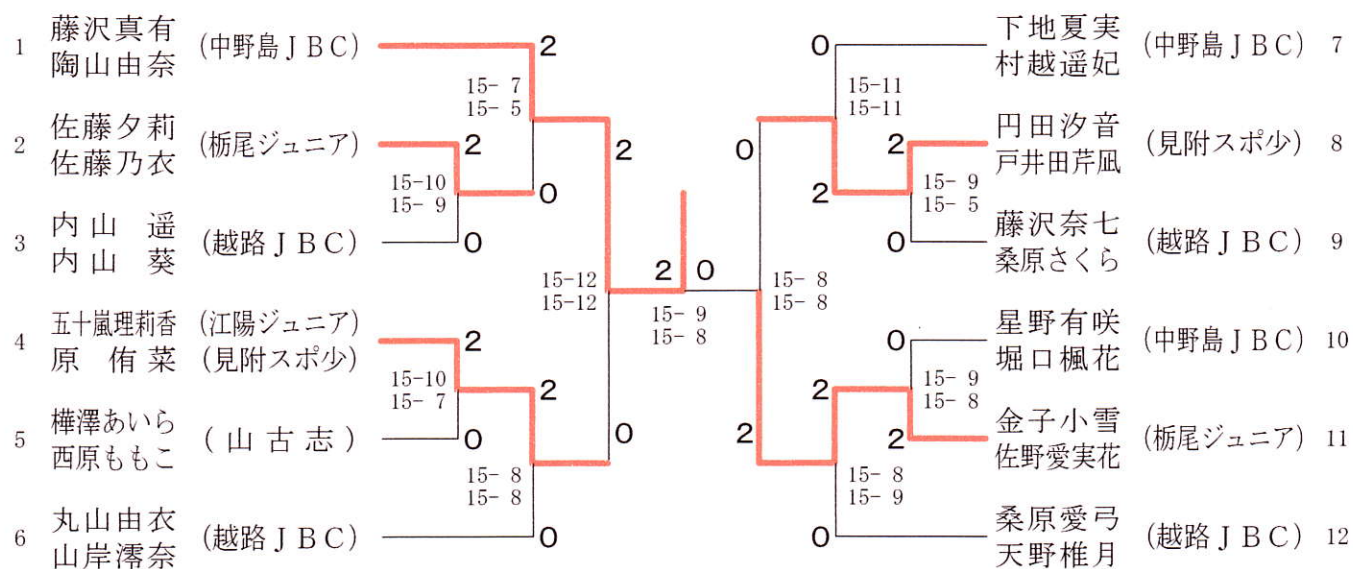 1 藤沢真有 (中野島ＪＢＣ)
陶山由奈
2 佐藤夕莉 (栃尾ジュニア)
佐藤乃衣
3 内山 遥 (越路ＪＢＣ)
内山 葵
4 五十嵐理莉香 (江陽ジュニア)
原 侑菜 (見附スポ少)
5 樺澤あいら (山古志)
西原ももこ
6 丸山由衣 (越路ＪＢＣ)
山岸澪奈
2
15- 7
15- 5
2
15-10
15- 9
0
0
2
2
15-10
15- 7
0
2
15- 8
15- 8
0
0
15-12
15-12
2 0
15- 9
15- 8
0
15- 8
15- 8
2
0
15-11
15-11
2
2
15- 9
15- 5
0
0
15- 9
15- 8
2
2
15- 8
15- 9
0
下地夏実 (中野島ＪＢＣ) 7
村越遥妃
円田汐音 (見附スポ少) 8
戸井田芹凪
藤沢奈七 (越路ＪＢＣ) 9
桑原さくら
星野有咲 (中野島ＪＢＣ) 10
堀口楓花
金子小雪 (栃尾ジュニア) 11
佐野愛実花
桑原愛弓 (越路ＪＢＣ) 12
天野椎月